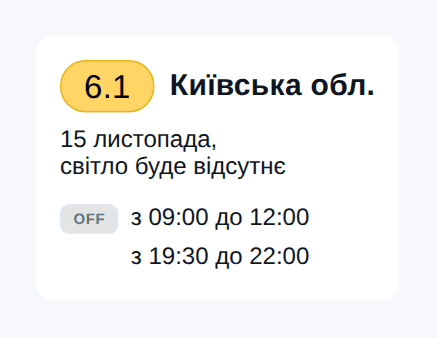 6.1 Київська обл.
15 листопада,
світло буде відсутнє
OFF з 09:00 до 12:00
з 19:30 до 22:00